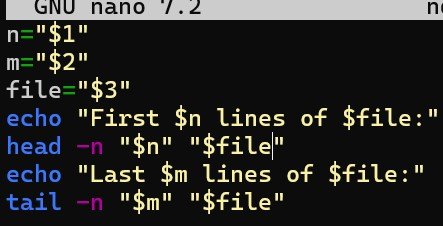 GNU nano 7.2
n="$1"
m="$2"
file="$3"
echo "First $n lines of $file:"
head -n "$n" "$file"
echo "Last $m lines of $file:"
tail -n "$m" "$file"